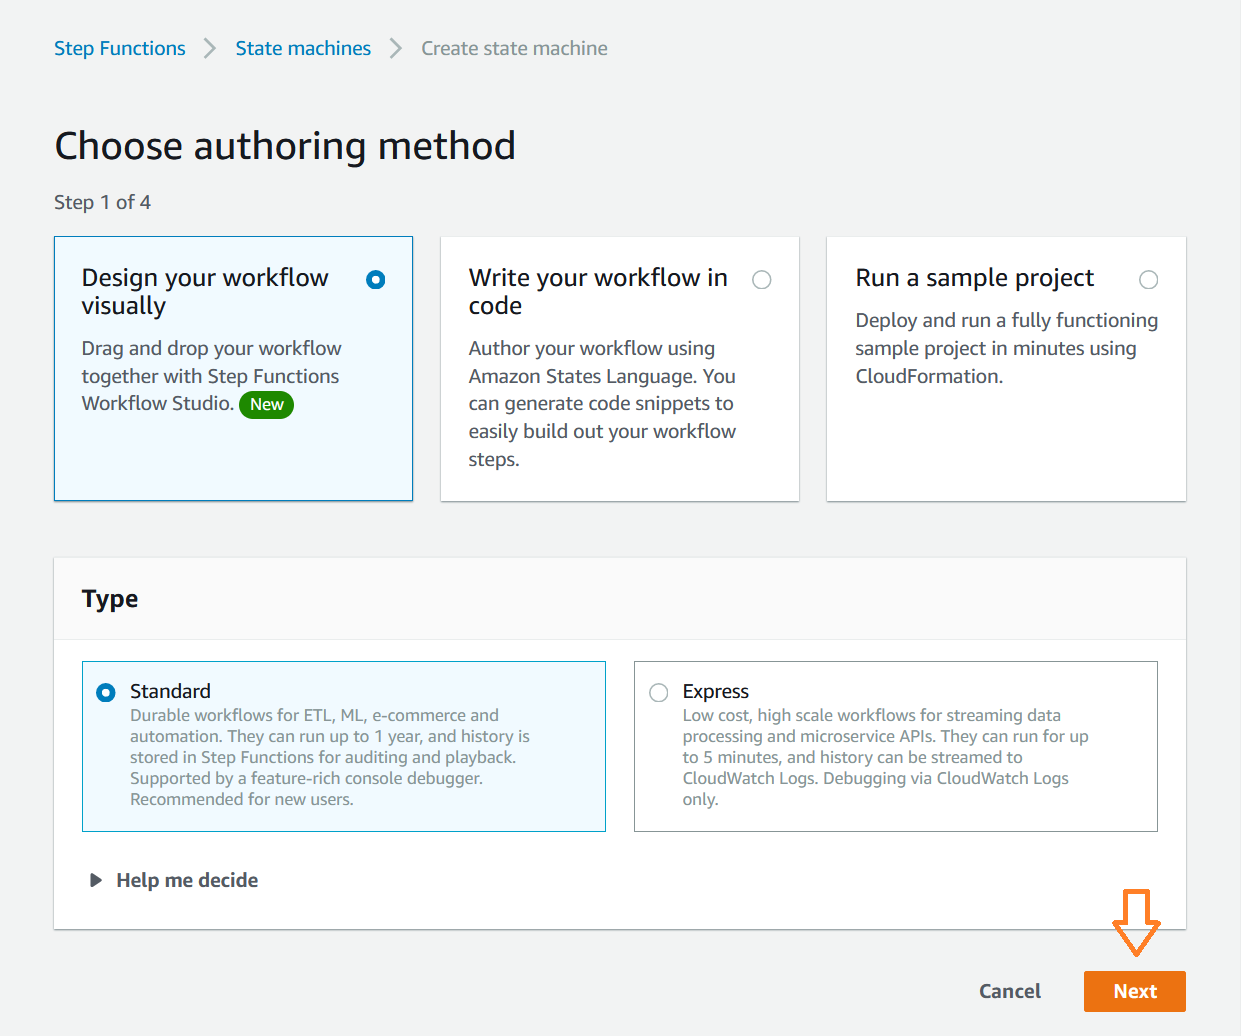 Step Functions > State machines > Create state machine
Choose authoring method
Step 1 of 4
Design your workflow
visually
Drag and drop your workflow
together with Step Functions
Workflow Studio. New
Write your workflow in
code
Author your workflow using
Amazon States Language. You
can generate code snippets to
easily build out your workflow
steps.
Run a sample project
Deploy and run a fully functioning
sample project in minutes using
CloudFormation.
Type
Standard
Durable workflows for ETL, ML, e-commerce and
automation. They can run up to 1 year, and history is
stored in Step Functions for auditing and playback.
Supported by a feature-rich console debugger.
Recommended for new users.
Express
Low cost, high scale workflows for streaming data
processing and microservice APIs. They can run for up
to 5 minutes, and history can be streamed to
CloudWatch Logs. Debugging via CloudWatch Logs
only.
Help me decide
Cancel
Next